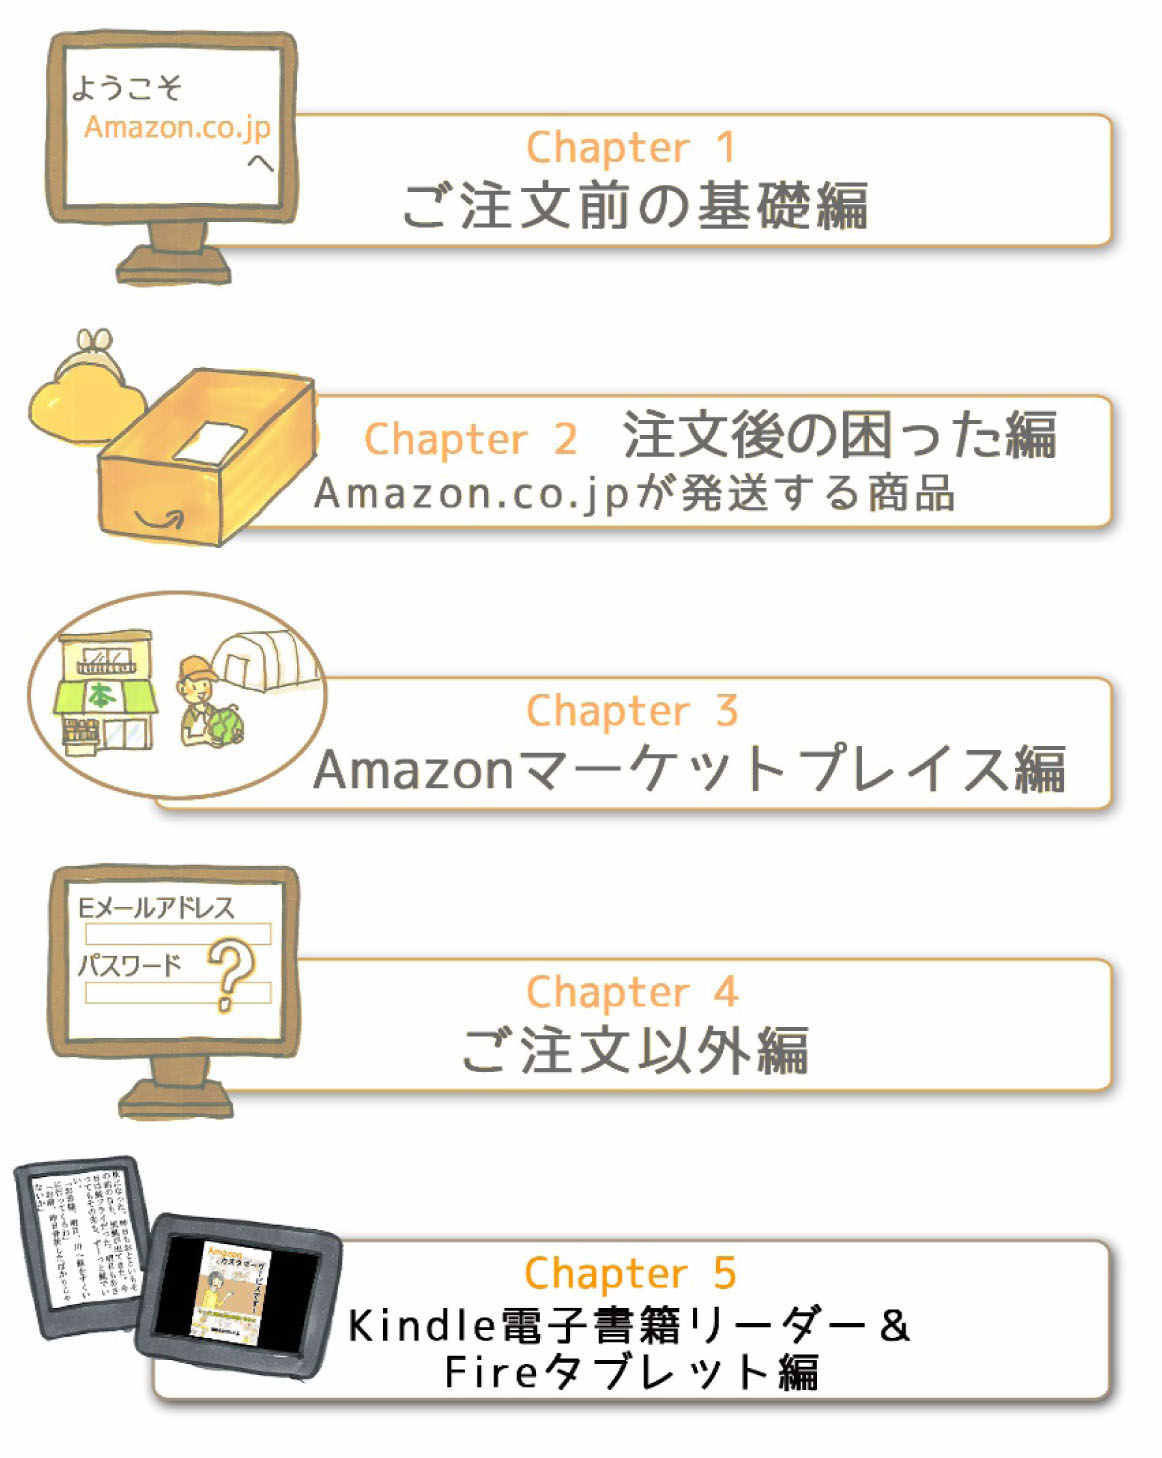 ようこそ
Amazon.co.jp
へ
Chapter 1
ご注文前の基礎編
Chapter 2 注文後の困った編
Amazon.co.jpが発送する商品
本
Chapter 3
Amazonマーケットプレイス編
Eメールアドレス
パスワード
?
Chapter 4
ご注文以外編
Amazon
カスタマーサービスです!
Chapter 5
Kindle電子書籍リーダー&
Fireタブレット編